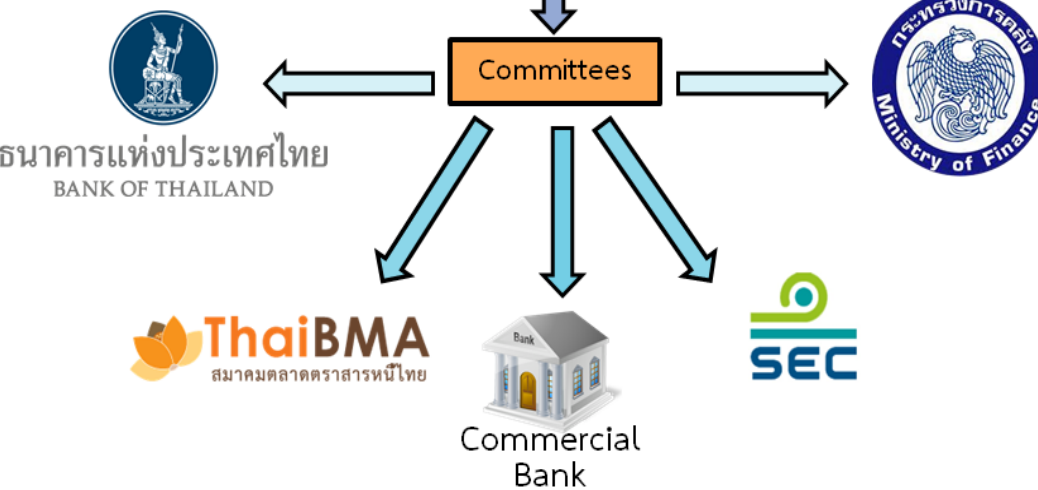 Committees
ธนาคารแห่งประเทศไทย
BANK OF THAILAND
กระทรวงการคลัง
Ministry of Finance
ThaiBMA
สมาคมตลาดตราสารหนี้ไทย
Bank
Commercial
Bank
SEC